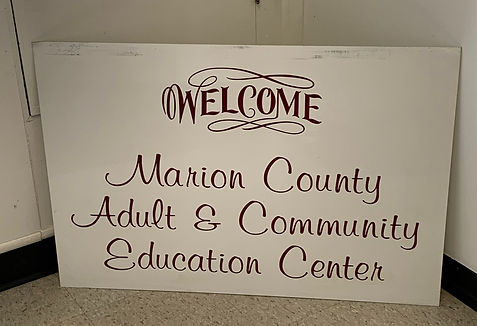 WELCOME
Marion County
Adult & Community
Education Center